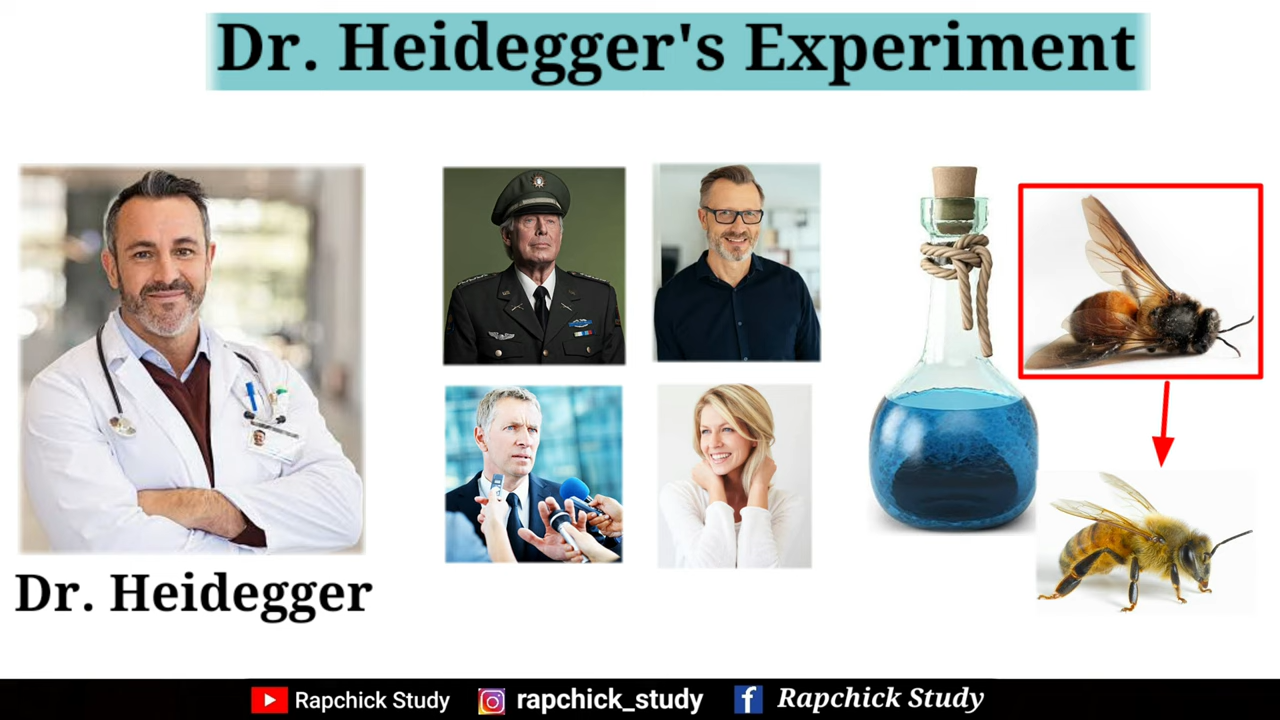 Dr. Heidegger's Experiment
Dr. Heidegger
Rapchick Study
rapchick_study
Rapchick Study